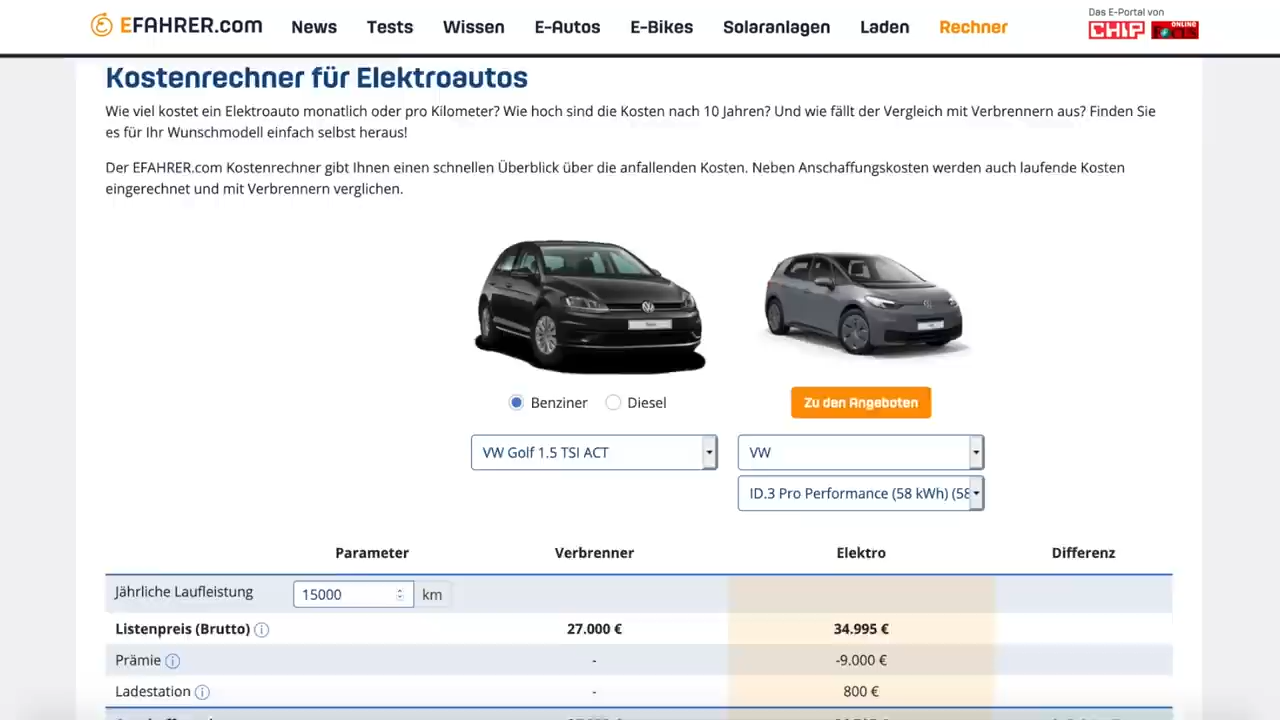 EFAHRER.com News Tests Wissen E-Autos E-Bikes Solaranlagen Laden Rechner
Das E-Portal von
CHIP FOCUS ONLINE
Kostenrechner für Elektroautos
Wie viel kostet ein Elektroauto monatlich oder pro Kilometer? Wie hoch sind die Kosten nach 10 Jahren? Und wie fällt der Vergleich mit Verbrennern aus? Finden Sie
es für Ihr Wunschmodell einfach selbst heraus!
Der EFAHRER.com Kostenrechner gibt Ihnen einen schnellen Überblick über die anfallenden Kosten. Neben Anschaffungskosten werden auch laufende Kosten
eingerechnet und mit Verbrennern verglichen.
Benziner Diesel Zu den Angeboten
VW Golf 1.5 TSI ACT VW
ID.3 Pro Performance (58 kWh) (58
Parameter Verbrenner Elektro Differenz
Jährliche Laufleistung 15000 km
Listenpreis (Brutto) 27.000 € 34.995 €
Prämie - -9.000 €
Ladestation - 800 €